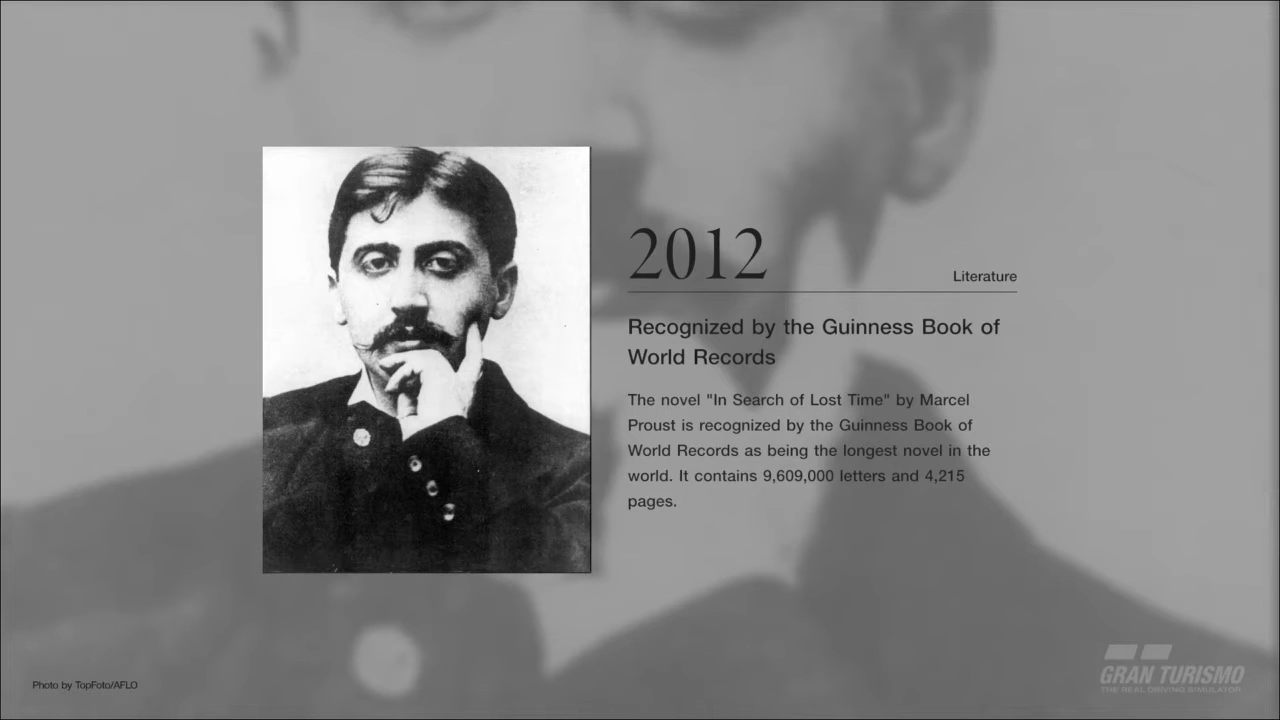 2012
Literature
Recognized by the Guinness Book of
World Records
The novel "In Search of Lost Time" by Marcel
Proust is recognized by the Guinness Book of
World Records as being the longest novel in the
world. It contains 9,609,000 letters and 4,215
pages.
Photo by TopFoto/AFLO
GRAN TURISMO
THE REAL DRIVING SIMULATOR